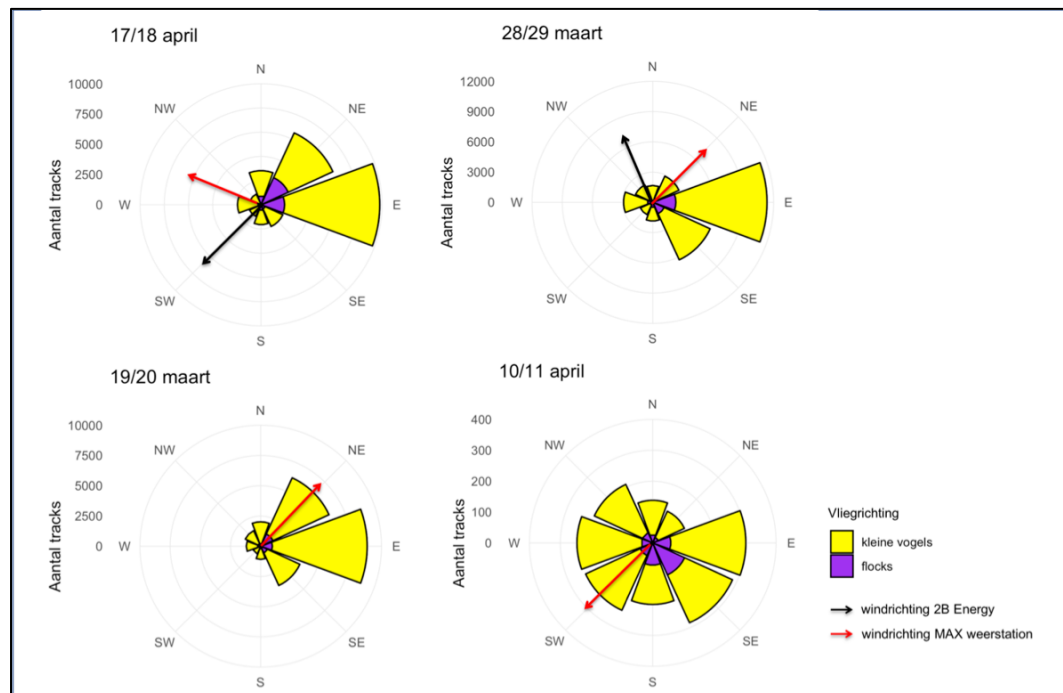 17/18 april
N
NE
E
SE
S
SW
W
NW
10000
7500
5000
2500
0
Aantal tracks
28/29 maart
N
NE
E
SE
S
SW
W
NW
12000
9000
6000
3000
0
Aantal tracks
19/20 maart
N
NE
E
SE
S
SW
W
NW
10000
7500
5000
2500
0
Aantal tracks
10/11 april
N
NE
E
SE
S
SW
W
NW
400
300
200
100
0
Aantal tracks
Vliegrichting
kleine vogels
flocks
windrichting 2B Energy
windrichting MAX weerstation